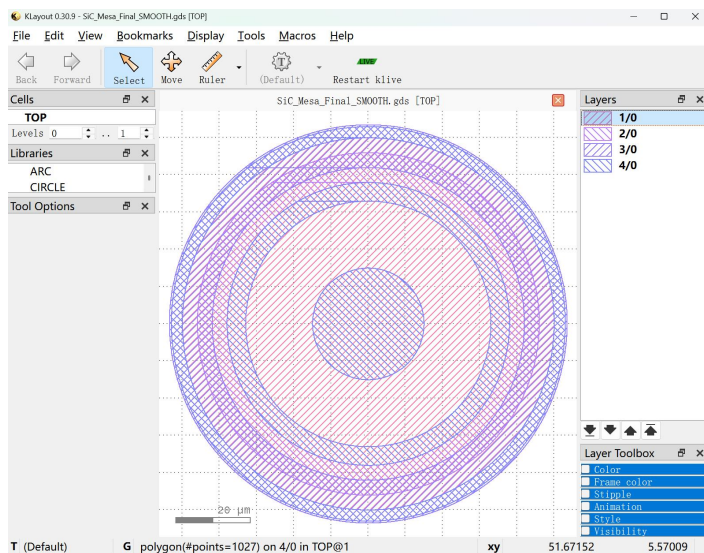 KLayout 0.30.9 - SiC_Mesa_Final_SMOOTH.gds [TOP]
File Edit View Bookmarks Display Tools Macros Help
Back Forward Select Move Ruler (Default) Restart klive
LIVE
Cells
TOP
Levels 0 .. 1
Libraries
ARC
CIRCLE
Tool Options
SiC_Mesa_Final_SMOOTH.gds [TOP]
20 μm
Layers
1/0
2/0
3/0
4/0
Layer Toolbox
Color
Frame color
Stipple
Animation
Style
Visibility
T (Default) G polygon(#points=1027) on 4/0 in TOP@1 xy 51.67152 5.57009